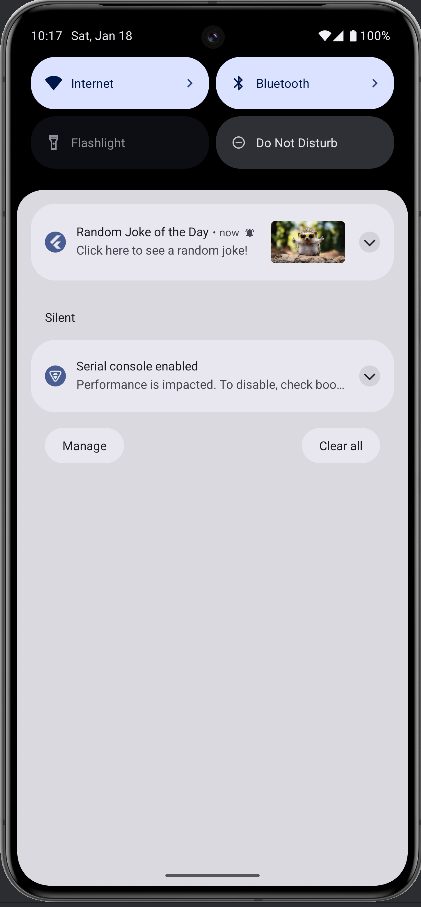 10:17 Sat, Jan 18 100%
Internet Bluetooth
Flashlight Do Not Disturb
Random Joke of the Day • now
Click here to see a random joke!
Silent
Serial console enabled
Performance is impacted. To disable, check boo...
Manage Clear all